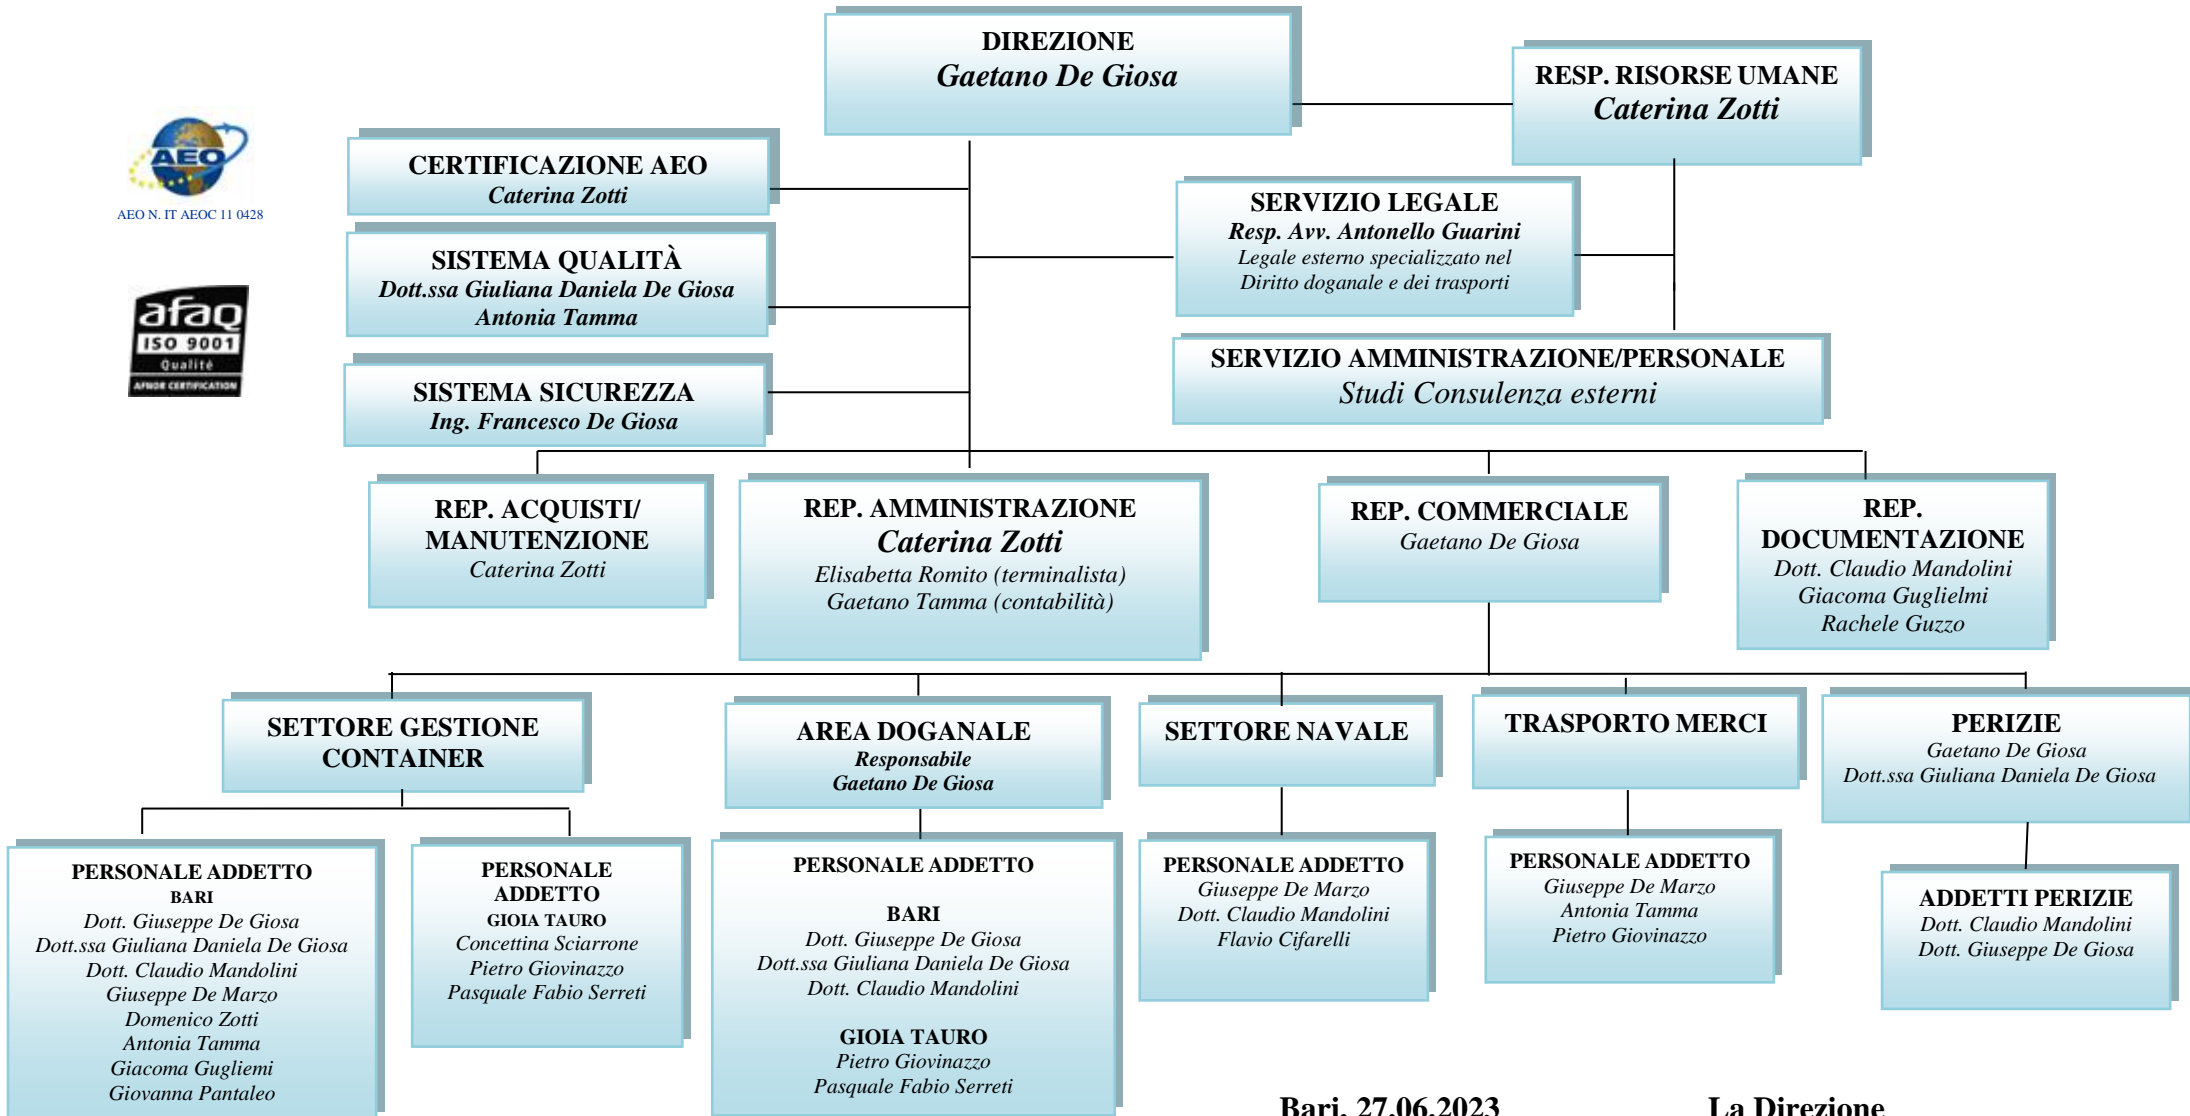 DIREZIONE
Gaetano De Giosa
RESP. RISORSE UMANE
Caterina Zotti
AEO
AEO N. IT AEOC 11 0428
CERTIFICAZIONE AEO
Caterina Zotti
SERVIZIO LEGALE
Resp. Avv. Antonello Guarini
Legale esterno specializzato nel
Diritto doganale e dei trasporti
SISTEMA QUALITÀ
Dott.ssa Giuliana Daniela De Giosa
Antonia Tamma
afaq
ISO 9001
Qualité
AFNOR CERTIFICATION
SERVIZIO AMMINISTRAZIONE/PERSONALE
Studi Consulenza esterni
SISTEMA SICUREZZA
Ing. Francesco De Giosa
REP. ACQUISTI/
MANUTENZIONE
Caterina Zotti
REP. AMMINISTRAZIONE
Caterina Zotti
Elisabetta Romito (terminalista)
Gaetano Tamma (contabilità)
REP. COMMERCIALE
Gaetano De Giosa
REP.
DOCUMENTAZIONE
Dott. Claudio Mandolini
Giacoma Guglielmi
Rachele Guzzo
SETTORE GESTIONE
CONTAINER
AREA DOGANALE
Responsabile
Gaetano De Giosa
SETTORE NAVALE
TRASPORTO MERCI
PERIZIE
Gaetano De Giosa
Dott.ssa Giuliana Daniela De Giosa
PERSONALE ADDETTO
BARI
Dott. Giuseppe De Giosa
Dott.ssa Giuliana Daniela De Giosa
Dott. Claudio Mandolini
Giuseppe De Marzo
Domenico Zotti
Antonia Tamma
Giacoma Gugliemi
Giovanna Pantaleo
PERSONALE
ADDETTO
GIOIA TAURO
Concettina Sciarrone
Pietro Giovinazzo
Pasquale Fabio Serreti
PERSONALE ADDETTO
BARI
Dott. Giuseppe De Giosa
Dott.ssa Giuliana Daniela De Giosa
Dott. Claudio Mandolini
GIOIA TAURO
Pietro Giovinazzo
Pasquale Fabio Serreti
PERSONALE ADDETTO
Giuseppe De Marzo
Dott. Claudio Mandolini
Flavio Cifarelli
PERSONALE ADDETTO
Giuseppe De Marzo
Antonia Tamma
Pietro Giovinazzo
ADDETTI PERIZIE
Dott. Claudio Mandolini
Dott. Giuseppe De Giosa
Bari, 27.06.2023
La Direzione